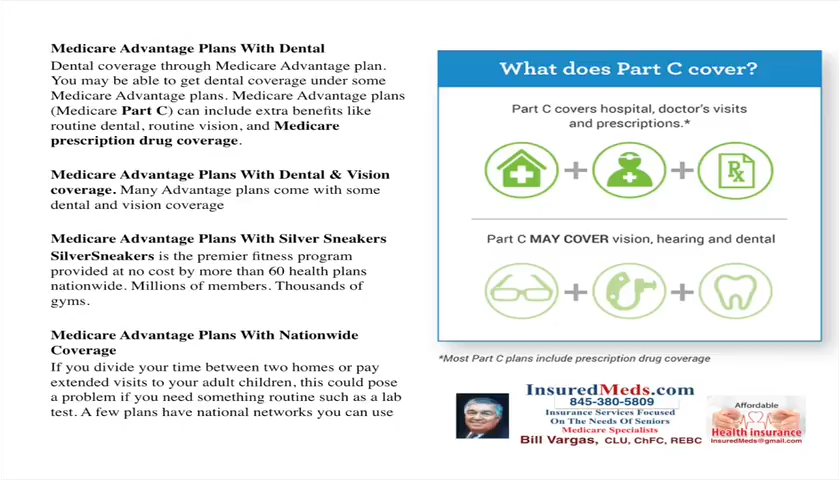 Medicare Advantage Plans With Dental
Dental coverage through Medicare Advantage plan.
You may be able to get dental coverage under some
Medicare Advantage plans. Medicare Advantage plans
(Medicare Part C) can include extra benefits like
routine dental, routine vision, and Medicare
prescription drug coverage.
Medicare Advantage Plans With Dental & Vision
coverage. Many Advantage plans come with some
dental and vision coverage
Medicare Advantage Plans With Silver Sneakers
SilverSneakers is the premier fitness program
provided at no cost by more than 60 health plans
nationwide. Millions of members. Thousands of
gyms.
Medicare Advantage Plans With Nationwide
Coverage
If you divide your time between two homes or pay
extended visits to your adult children, this could pose
a problem if you need something routine such as a lab
test. A few plans have national networks you can use
What does Part C cover?
Part C covers hospital, doctor's visits
and prescriptions.*
+ + Rx
Part C MAY COVER vision, hearing and dental
+ +
*Most Part C plans include prescription drug coverage
InsuredMeds.com
845-380-5809
Insurance Services Focused
On The Needs Of Seniors
Medicare Specialists
Bill Vargas, CLU, ChFC, REBC
Affordable
Health insurance
InsuredMeds@gmail.com